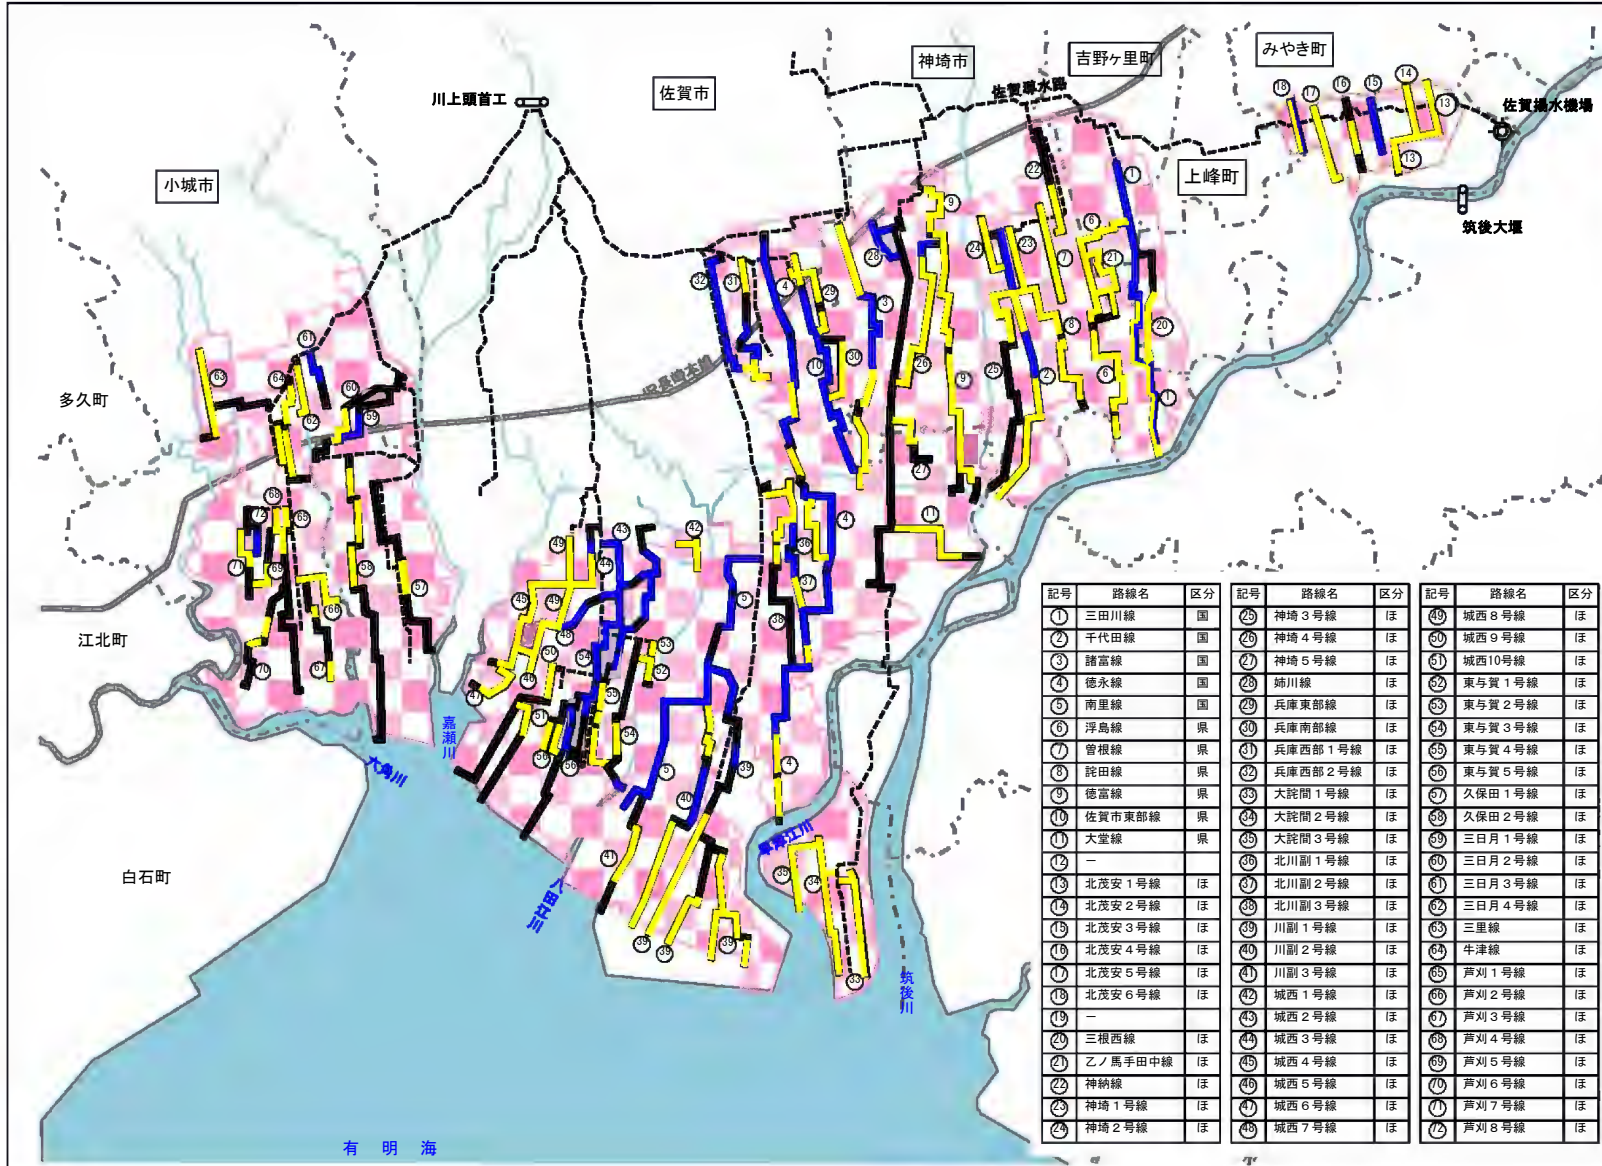 みやき町
吉野ヶ里町
神埼市
佐賀市
川上頭首工
佐賀導水路
佐賀揚水機場
上峰町
小城市
筑後大堰
JR長崎本線
多久町
江北町
白石町
嘉瀬川
六角川
八田江川
早津江川
筑後川
有明海
記号 路線名 区分
① 三田川線 国
② 千代田線 国
③ 諸富線 国
④ 徳永線 国
⑤ 南里線 国
⑥ 浮島線 県
⑦ 曽根線 県
⑧ 詫田線 県
⑨ 徳富線 県
⑩ 佐賀市東部線 県
⑪ 大堂線 県
⑫ −
⑬ 北茂安1号線 ほ
⑭ 北茂安2号線 ほ
⑮ 北茂安3号線 ほ
⑯ 北茂安4号線 ほ
⑰ 北茂安5号線 ほ
⑱ 北茂安6号線 ほ
⑲ −
⑳ 三根西線 ほ
㉑ 乙ノ馬手田中線 ほ
㉒ 神納線 ほ
㉓ 神埼1号線 ほ
㉔ 神埼2号線 ほ
記号 路線名 区分
㉕ 神埼3号線 ほ
㉖ 神埼4号線 ほ
㉗ 神埼5号線 ほ
㉘ 姉川線 ほ
㉙ 兵庫東部線 ほ
㉚ 兵庫南部線 ほ
㉛ 兵庫西部1号線 ほ
㉜ 兵庫西部2号線 ほ
㉝ 大詫間1号線 ほ
㉞ 大詫間2号線 ほ
㉟ 大詫間3号線 ほ
㊱ 北川副1号線 ほ
㊲ 北川副2号線 ほ
㊳ 北川副3号線 ほ
㊴ 川副1号線 ほ
㊵ 川副2号線 ほ
㊶ 川副3号線 ほ
㊷ 城西1号線 ほ
㊸ 城西2号線 ほ
㊹ 城西3号線 ほ
㊺ 城西4号線 ほ
㊻ 城西5号線 ほ
㊼ 城西6号線 ほ
㊽ 城西7号線 ほ
記号 路線名 区分
㊾ 城西8号線 ほ
㊿ 城西9号線 ほ
51 城西10号線 ほ
52 東与賀1号線 ほ
53 東与賀2号線 ほ
54 東与賀3号線 ほ
55 東与賀4号線 ほ
56 東与賀5号線 ほ
57 久保田1号線 ほ
58 久保田2号線 ほ
59 三日月1号線 ほ
60 三日月2号線 ほ
61 三日月3号線 ほ
62 三日月4号線 ほ
63 三里線 ほ
64 牛津線 ほ
65 芦刈1号線 ほ
66 芦刈2号線 ほ
67 芦刈3号線 ほ
68 芦刈4号線 ほ
69 芦刈5号線 ほ
70 芦刈6号線 ほ
71 芦刈7号線 ほ
72 芦刈8号線 ほ